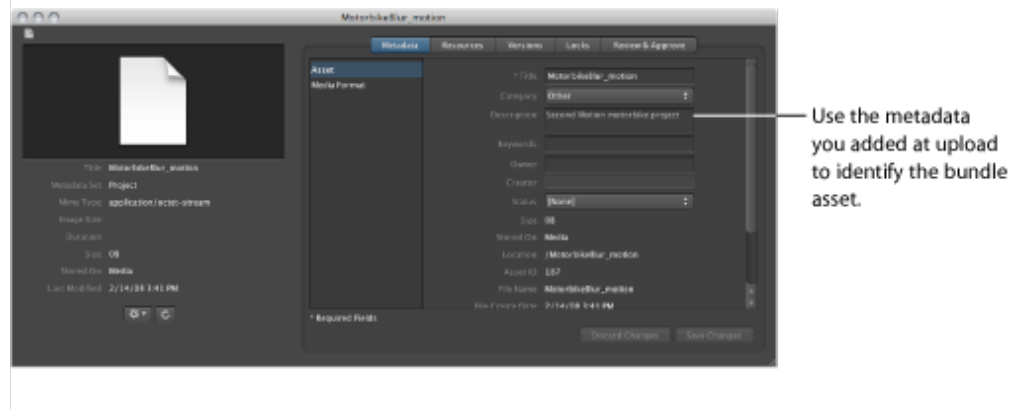 MotorbikeBlur_motion
Metadata Resources Versions Locks Review & Approve
Asset
Media Format
* Title: MotorbikeBlur_motion
Category: Other
Description: Second Motion motorbike project
Keywords:
Owner:
Creator:
Status: [None]
Size: 0B
Stored On: Media
Location: /MotorbikeBlur_motion
Asset ID: 187
File Name: MotorbikeBlur_motion
File Create Date: 2/14/08 3:41 PM
* Required Fields
Discard Changes Save Changes
Title: MotorbikeBlur_motion
Metadata Set: Project
Mime Type: application/octet-stream
Image Size:
Duration:
Size: 0B
Stored On: Media
Last Modified: 2/14/08 3:41 PM
Use the metadata
you added at upload
to identify the bundle
asset.